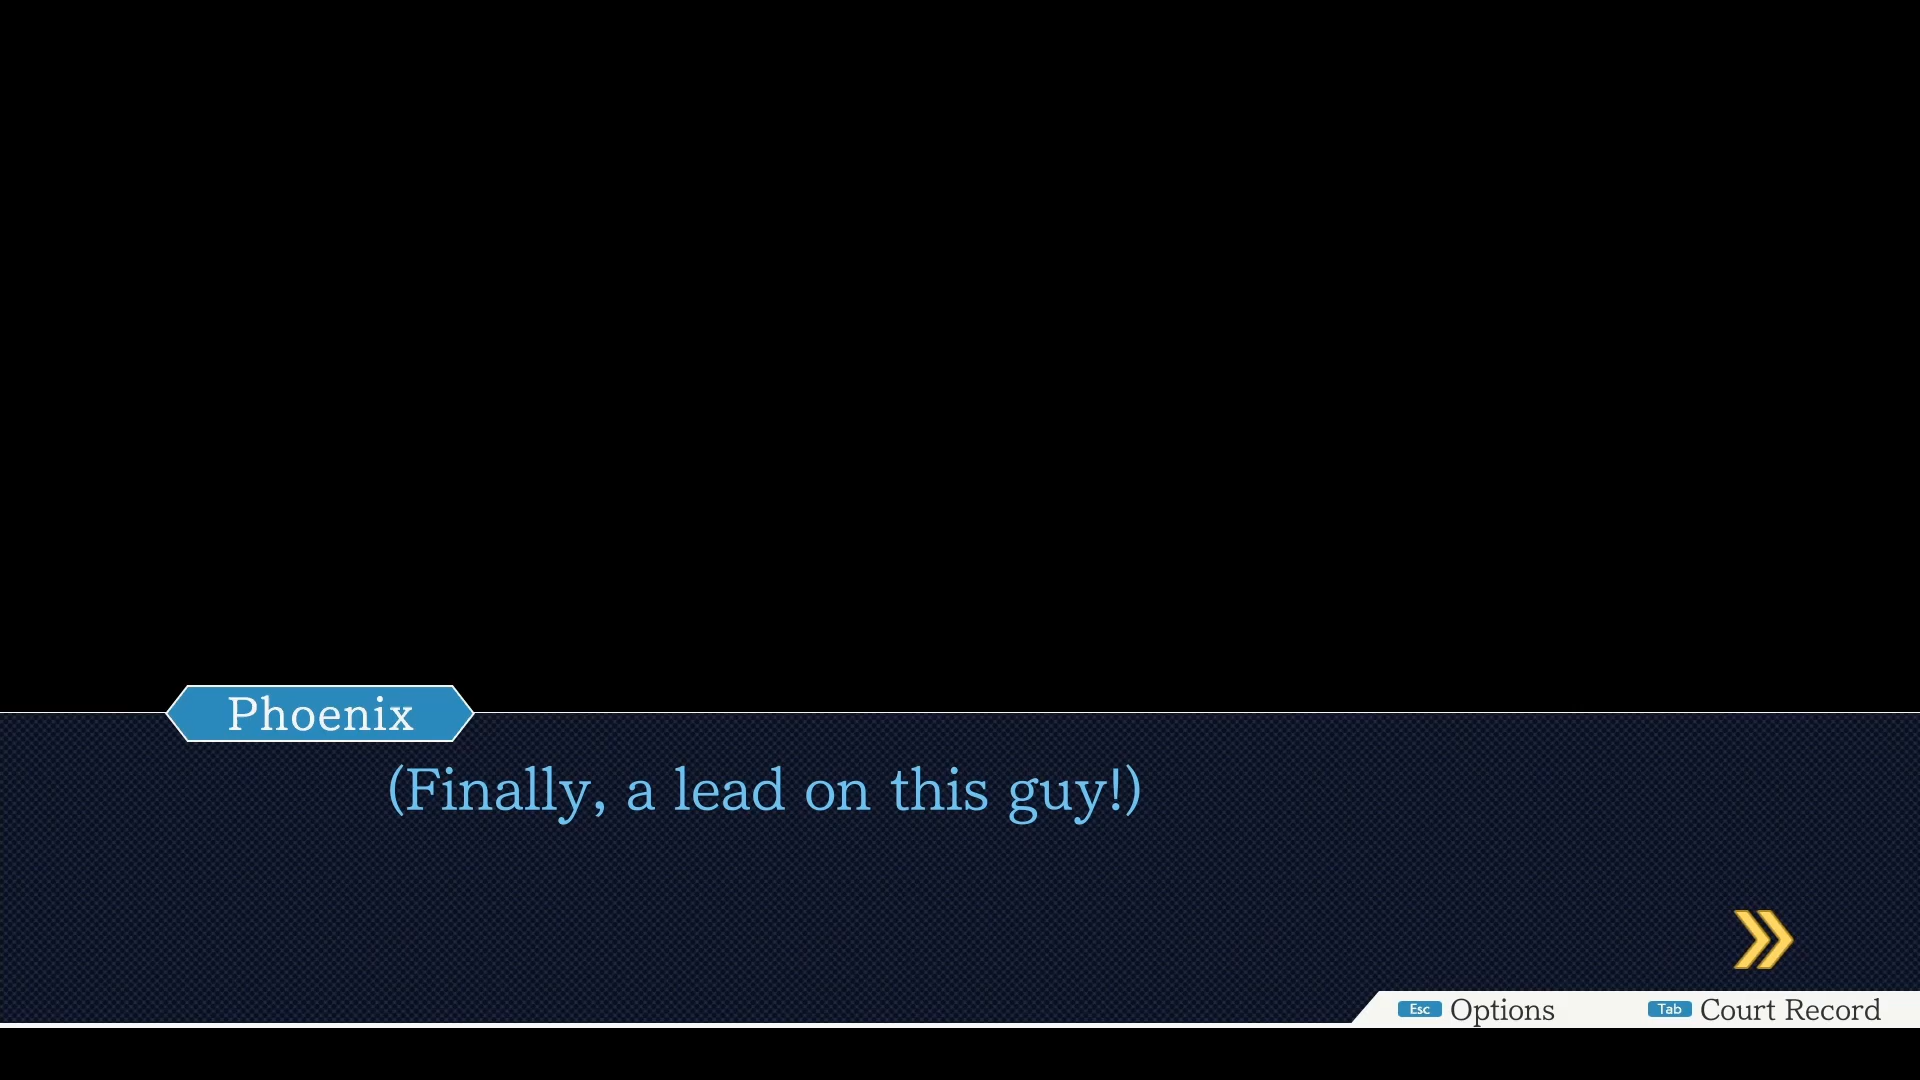 Phoenix
(Finally, a lead on this guy!)
Esc Options Tab Court Record